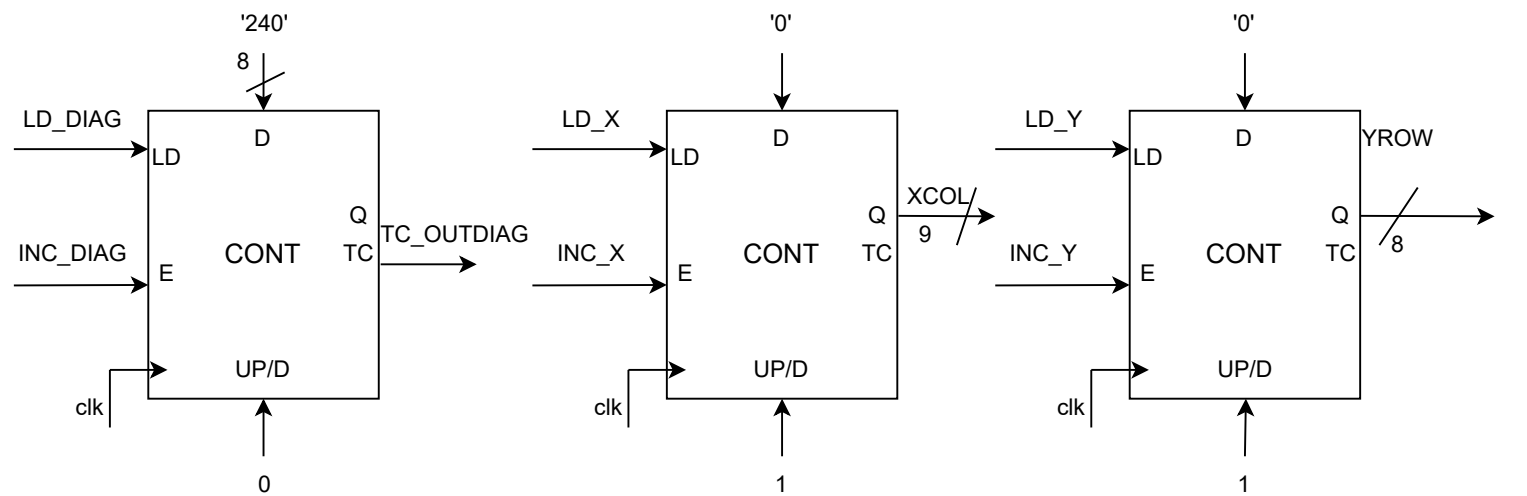 '240'
8
LD_DIAG
D
LD
INC_DIAG
Q
TC
TC_OUTDIAG
CONT
E
UP/D
clk
0
'0'
LD_X
D
LD
XCOL
Q
9
INC_X
CONT
TC
E
UP/D
clk
1
'0'
LD_Y
D
YROW
LD
Q
8
INC_Y
CONT
TC
E
UP/D
clk
1